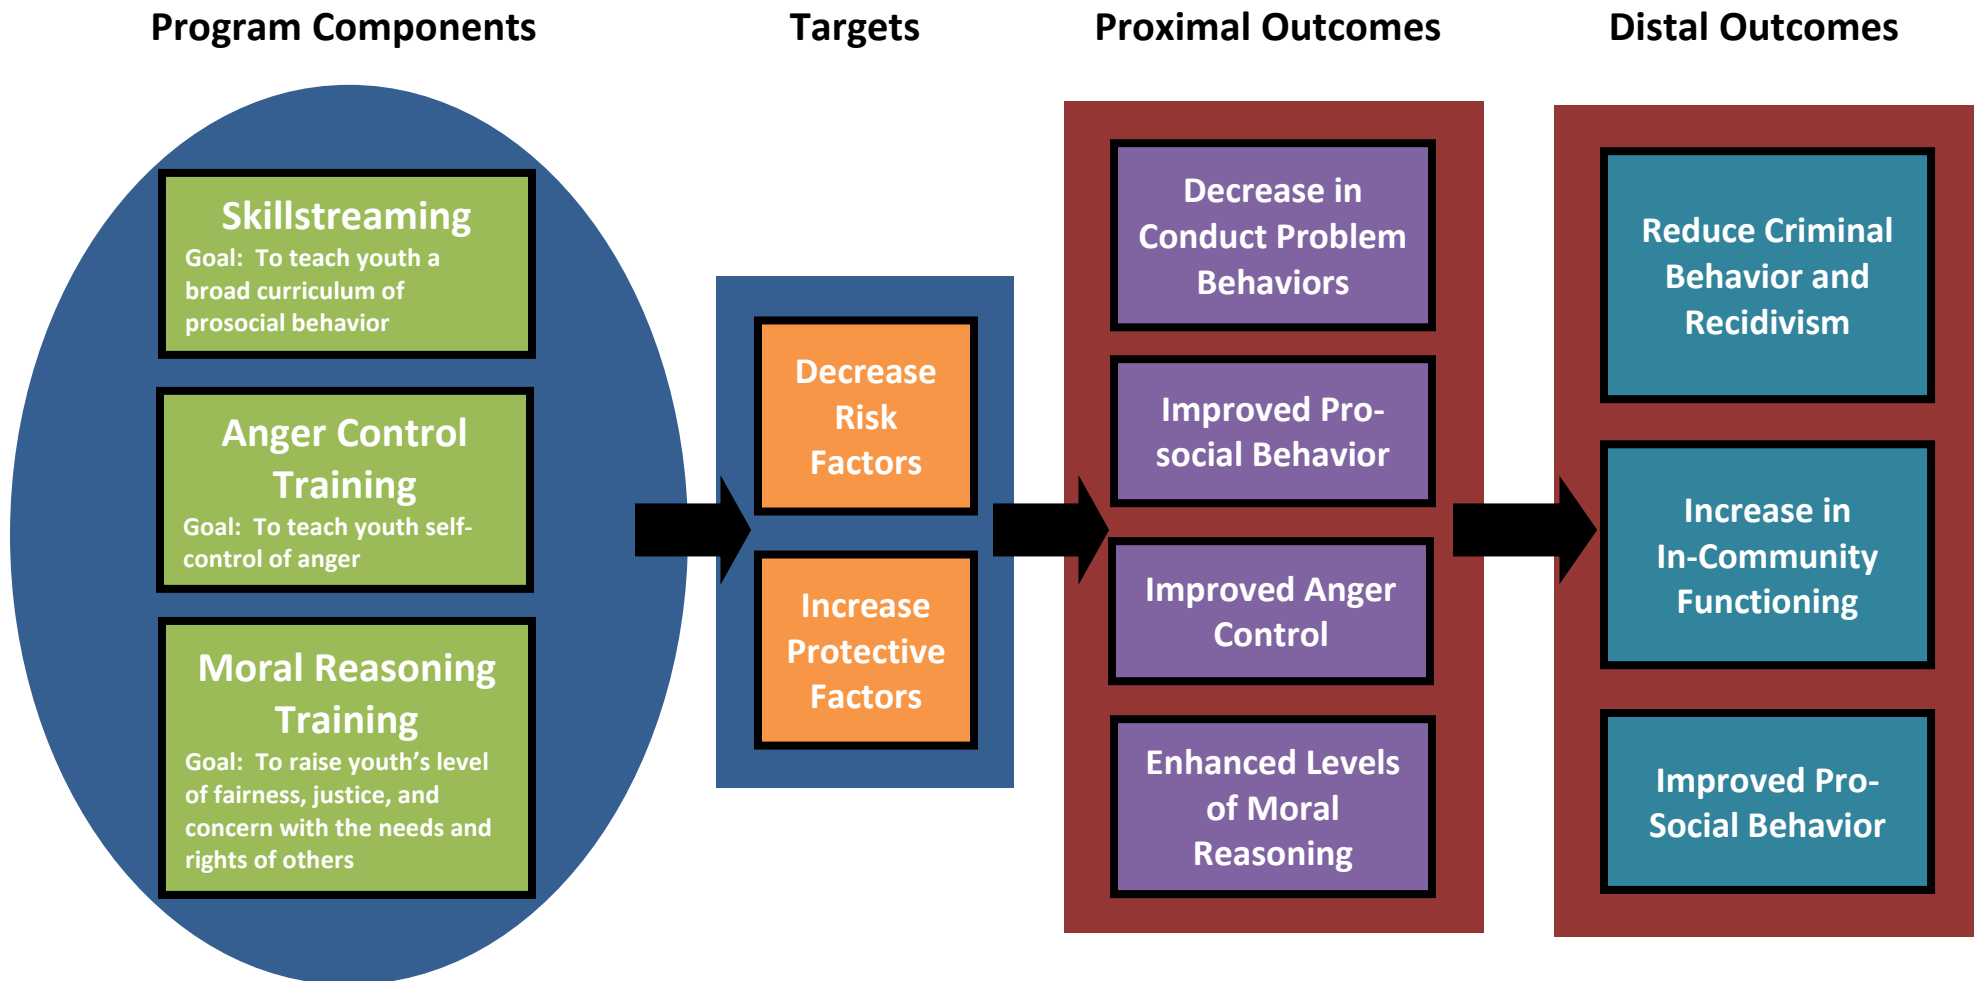 Program Components
Targets
Proximal Outcomes
Distal Outcomes
Skillstreaming
Goal:  To teach youth a
broad curriculum of
prosocial behavior
Anger Control
Training
Goal:  To teach youth self-
control of anger
Moral Reasoning
Training
Goal:  To raise youth’s level
of fairness, justice, and
concern with the needs and
rights of others
Decrease
Risk
Factors
Increase
Protective
Factors
Decrease in
Conduct Problem
Behaviors
Improved Pro-
social Behavior
Improved Anger
Control
Enhanced Levels
of Moral
Reasoning
Reduce Criminal
Behavior and
Recidivism
Increase in
In-Community
Functioning
Improved Pro-
Social Behavior